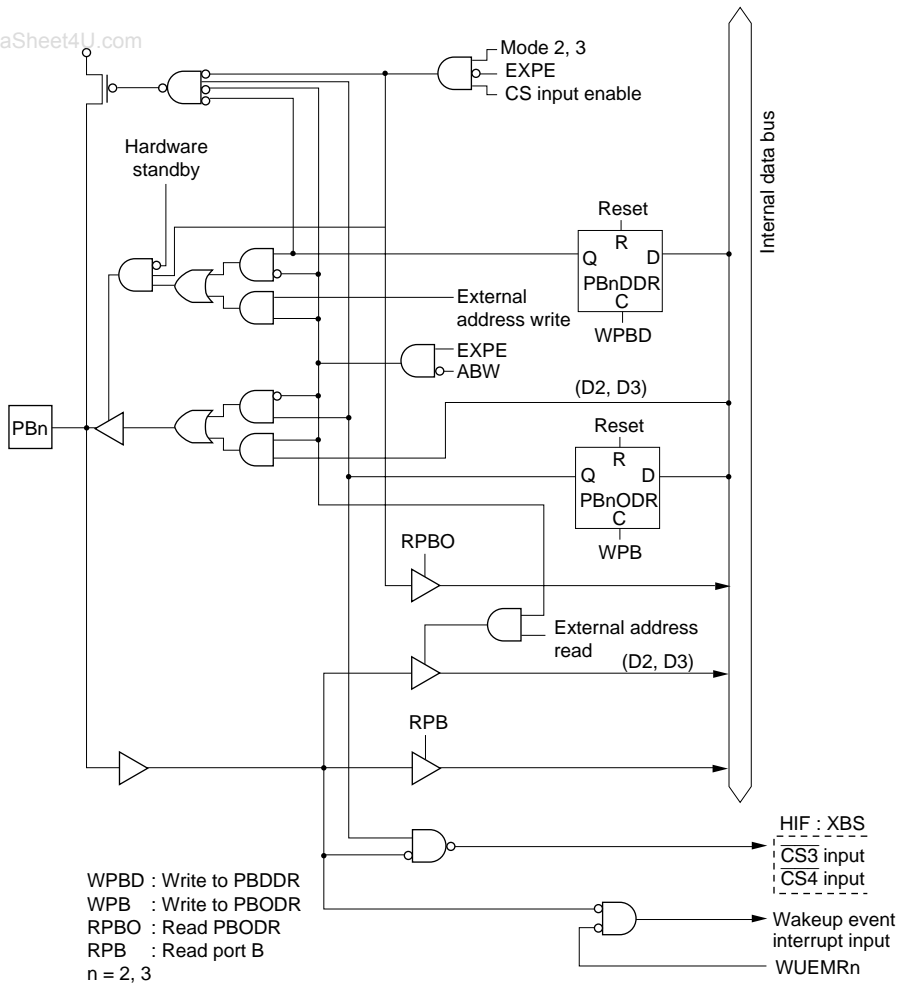 aSheet4U.com
Mode 2, 3
EXPE
CS input enable
Hardware
standby
Internal data bus
Reset
R
Q D
PBnDDR
C
WPBD
External
address write
EXPE
ABW
(D2, D3)
PBn
Reset
R
Q D
PBnODR
C
WPB
RPBO
External address
read
(D2, D3)
RPB
HIF : XBS
CS3 input
CS4 input
Wakeup event
interrupt input
WUEMRn
WPBD : Write to PBDDR
WPB : Write to PBODR
RPBO : Read PBODR
RPB : Read port B
n = 2, 3